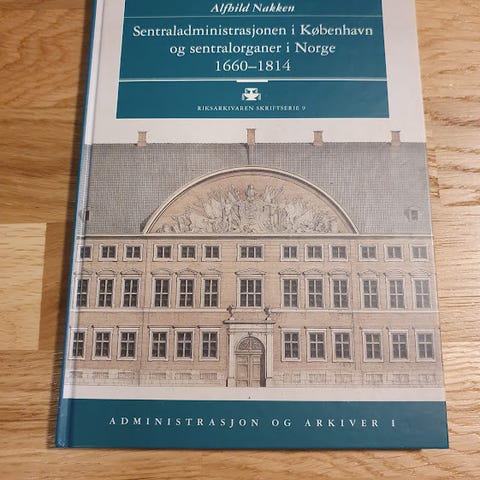 Alfhild Nakken
Sentraladministrasjonen i København
og sentralorganer i Norge
1660–1814
RIKSARKIVAREN SKRIFTSERIE 9
ADMINISTRASJON OG ARKIVER I